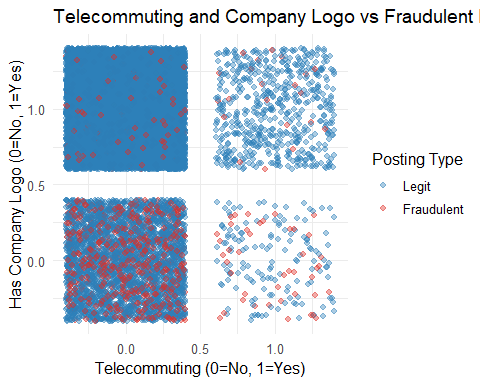 Telecommuting and Company Logo vs Fraudulent
Has Company Logo (0=No, 1=Yes)
1.0
0.5
0.0
0.0
0.5
1.0
Telecommuting (0=No, 1=Yes)
Posting Type
Legit
Fraudulent